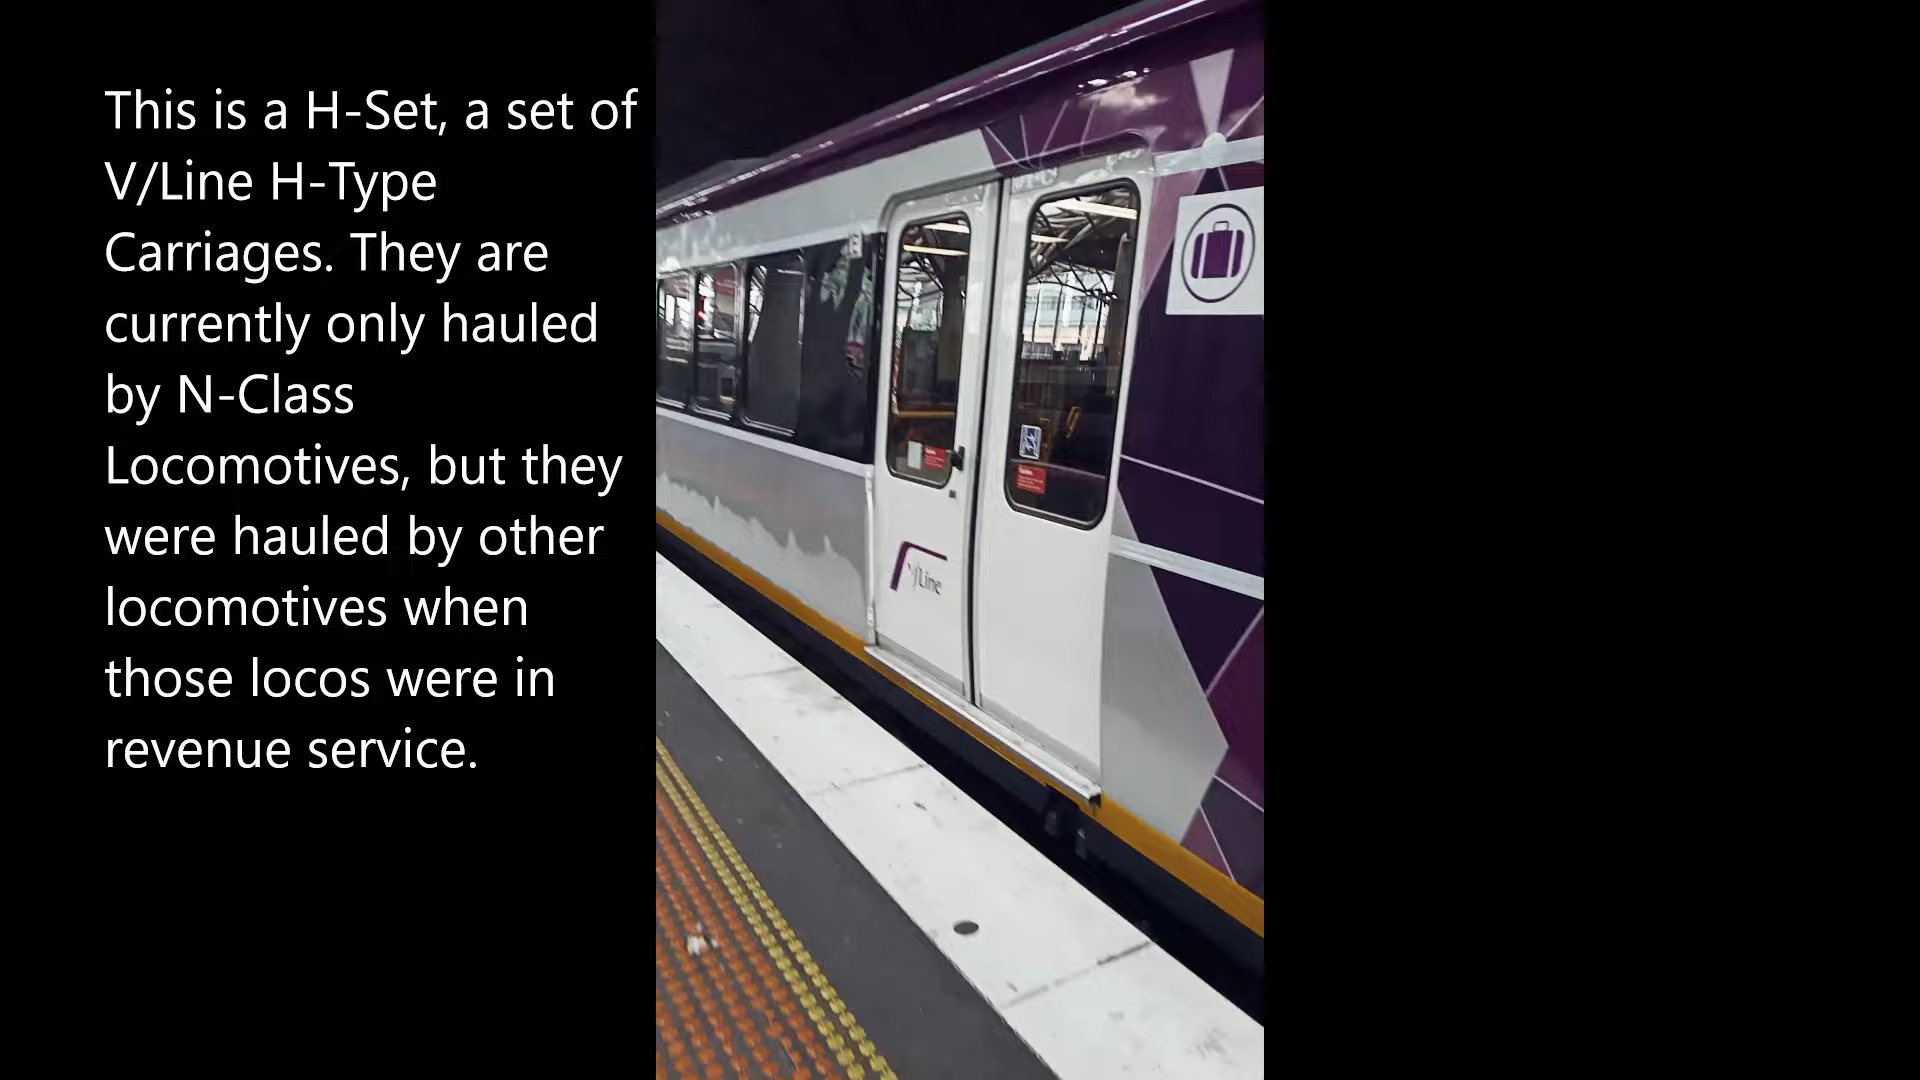 This is a H-Set, a set of
V/Line H-Type
Carriages. They are
currently only hauled
by N-Class
Locomotives, but they
were hauled by other
locomotives when
those locos were in
revenue service.
V/Line